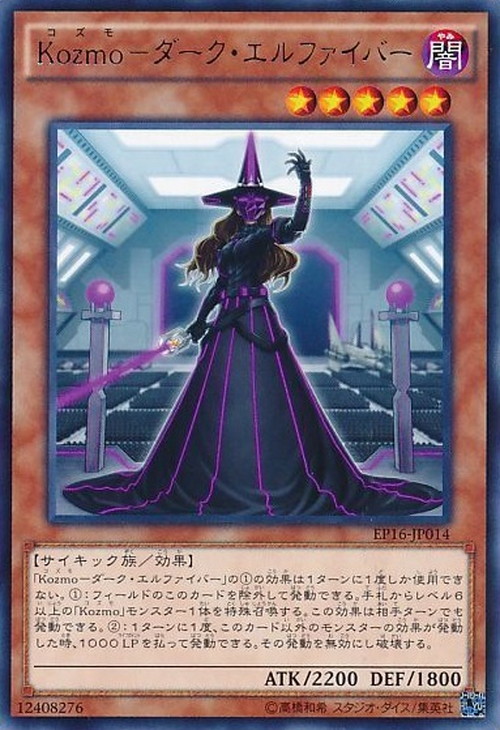 コズモ
Kozmo－ダーク・エルファイバー
やみ
闇
EP16-JP014
【サイキック族／効果】
「Kozmo－ダーク・エルファイバー」の①の効果は１ターンに１度しか使用でき
ない。①：フィールドのこのカードを除外して発動できる。手札からレベル６
以上の「Kozmo」モンスター１体を特殊召喚する。この効果は相手ターンでも
発動できる。②：１ターンに１度、このカード以外のモンスターの効果が発動
した時、1000 LPを払って発動できる。その発動を無効にし破壊する。
ATK/2200 DEF/1800
12408276
©高橋和希 スタジオ・ダイス/集英社